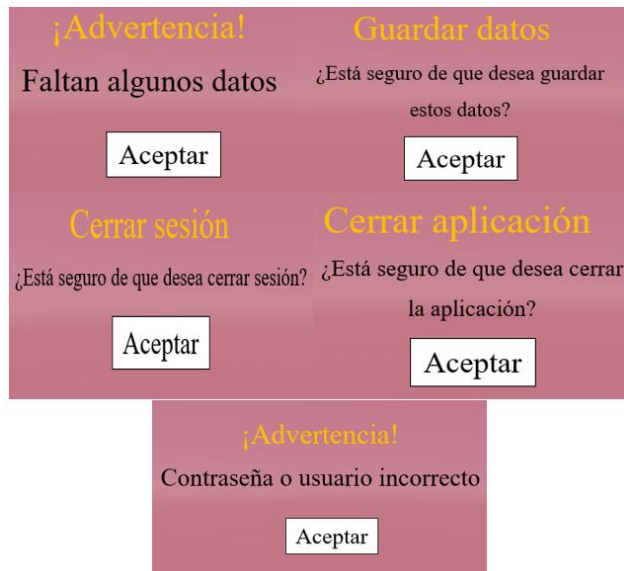 ¡Advertencia!
Faltan algunos datos
Aceptar
Guardar datos
¿Está seguro de que desea guardar
estos datos?
Aceptar
Cerrar sesión
¿Está seguro de que desea cerrar sesión?
Aceptar
Cerrar aplicación
¿Está seguro de que desea cerrar
la aplicación?
Aceptar
¡Advertencia!
Contraseña o usuario incorrecto
Aceptar